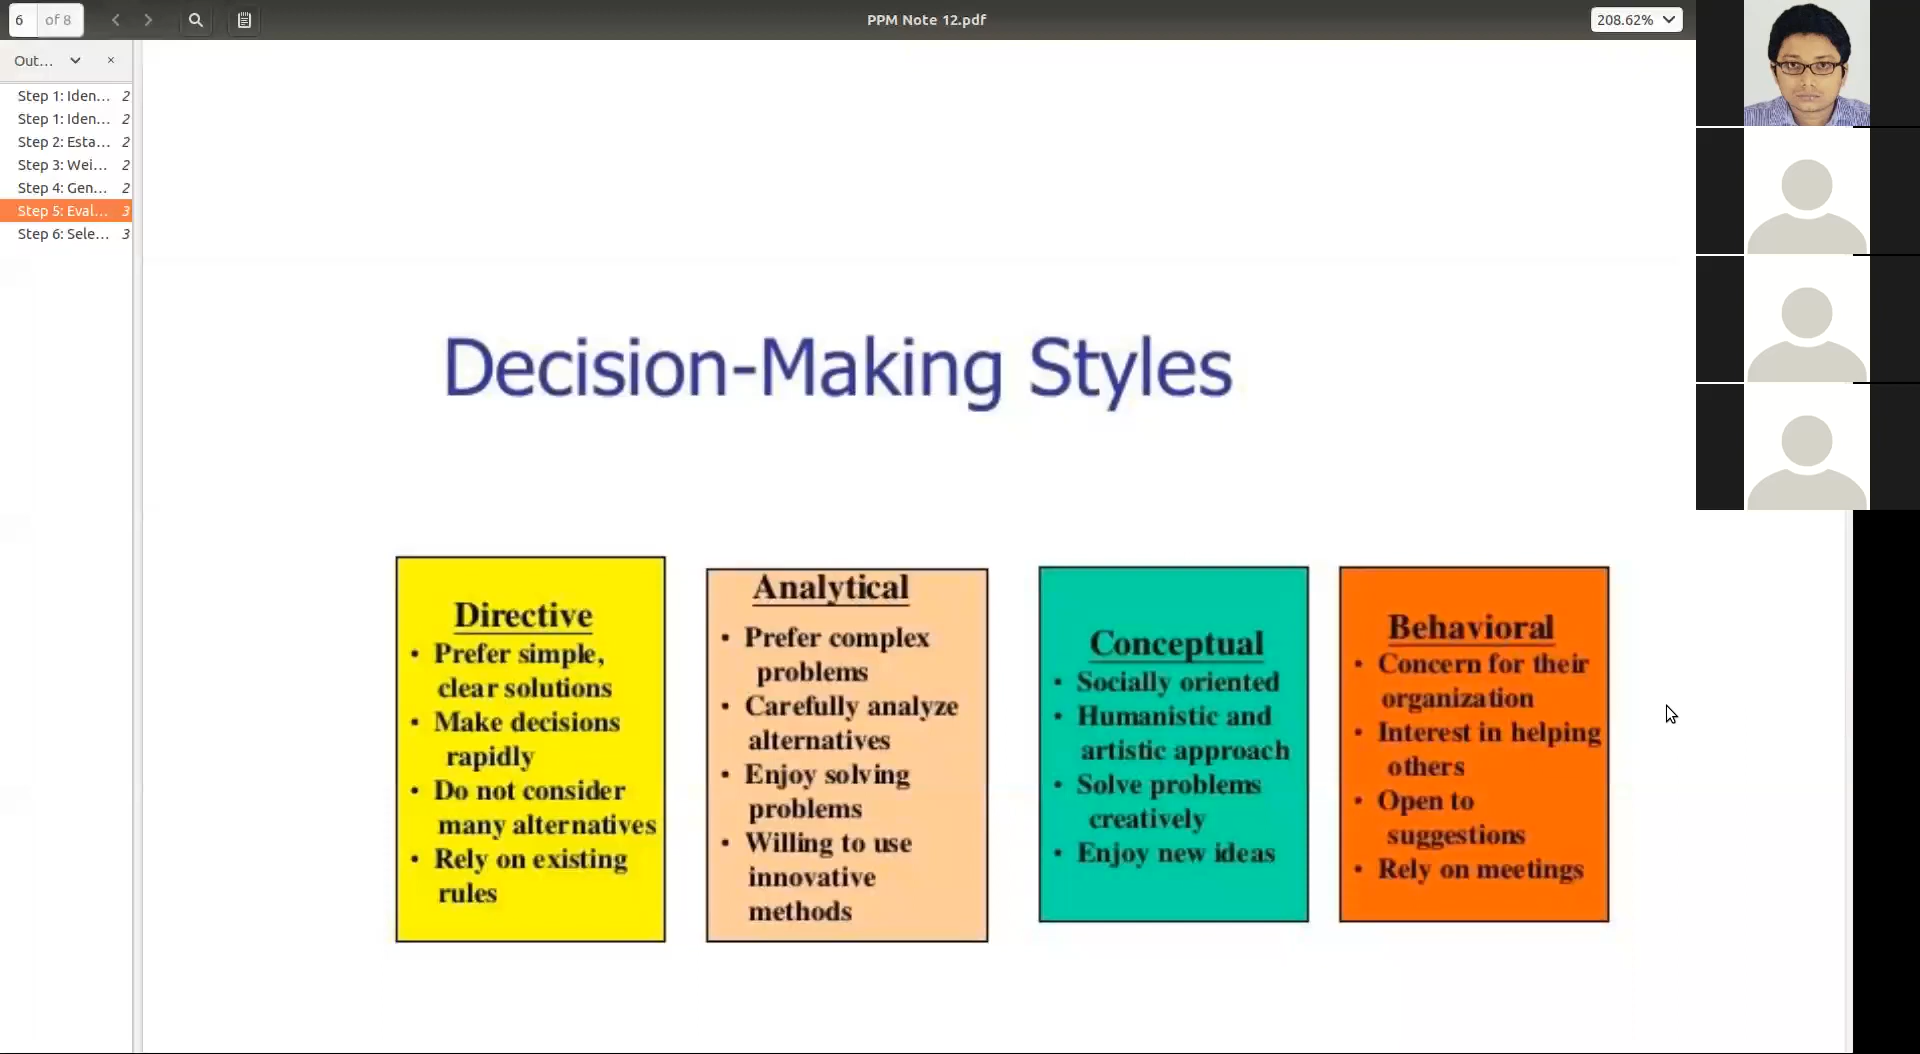 6 of 8
PPM Note 12.pdf
208.62%
Out...
Step 1: Iden... 2
Step 1: Iden... 2
Step 2: Esta... 2
Step 3: Wei... 2
Step 4: Gen... 2
Step 5: Eval... 3
Step 6: Sele... 3
Decision-Making Styles
Directive
• Prefer simple,
clear solutions
• Make decisions
rapidly
• Do not consider
many alternatives
• Rely on existing
rules
Analytical
• Prefer complex
problems
• Carefully analyze
alternatives
• Enjoy solving
problems
• Willing to use
innovative
methods
Conceptual
• Socially oriented
• Humanistic and
artistic approach
• Solve problems
creatively
• Enjoy new ideas
Behavioral
• Concern for their
organization
• Interest in helping
others
• Open to
suggestions
• Rely on meetings